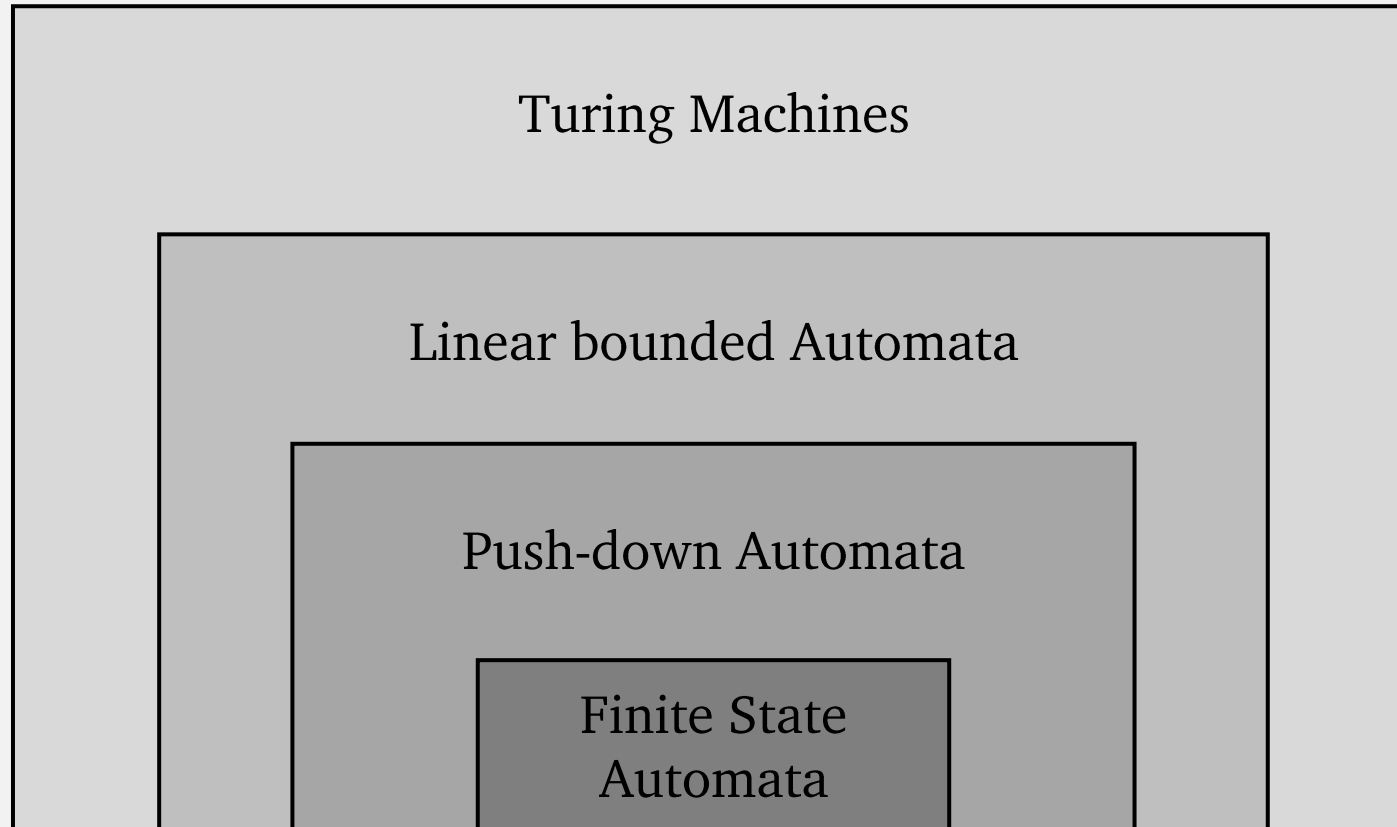 Turing Machines
Linear bounded Automata
Push-down Automata
Finite State
Automata